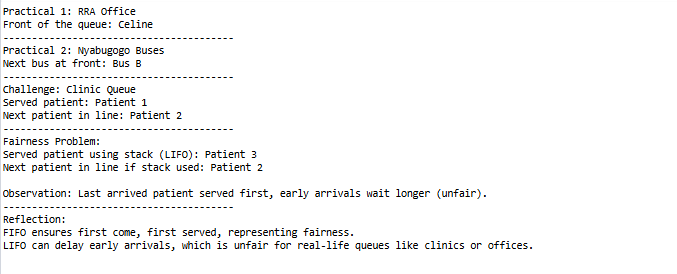 Practical 1: RRA Office
Front of the queue: Celine
------------------------------------
Practical 2: Nyabugogo Buses
Next bus at front: Bus B
------------------------------------
Challenge: Clinic Queue
Served patient: Patient 1
Next patient in line: Patient 2
------------------------------------
Fairness Problem:
Served patient using stack (LIFO): Patient 3
Next patient in line if stack used: Patient 2

Observation: Last arrived patient served first, early arrivals wait longer (unfair).
------------------------------------
Reflection:
FIFO ensures first come, first served, representing fairness.
LIFO can delay early arrivals, which is unfair for real-life queues like clinics or offices.